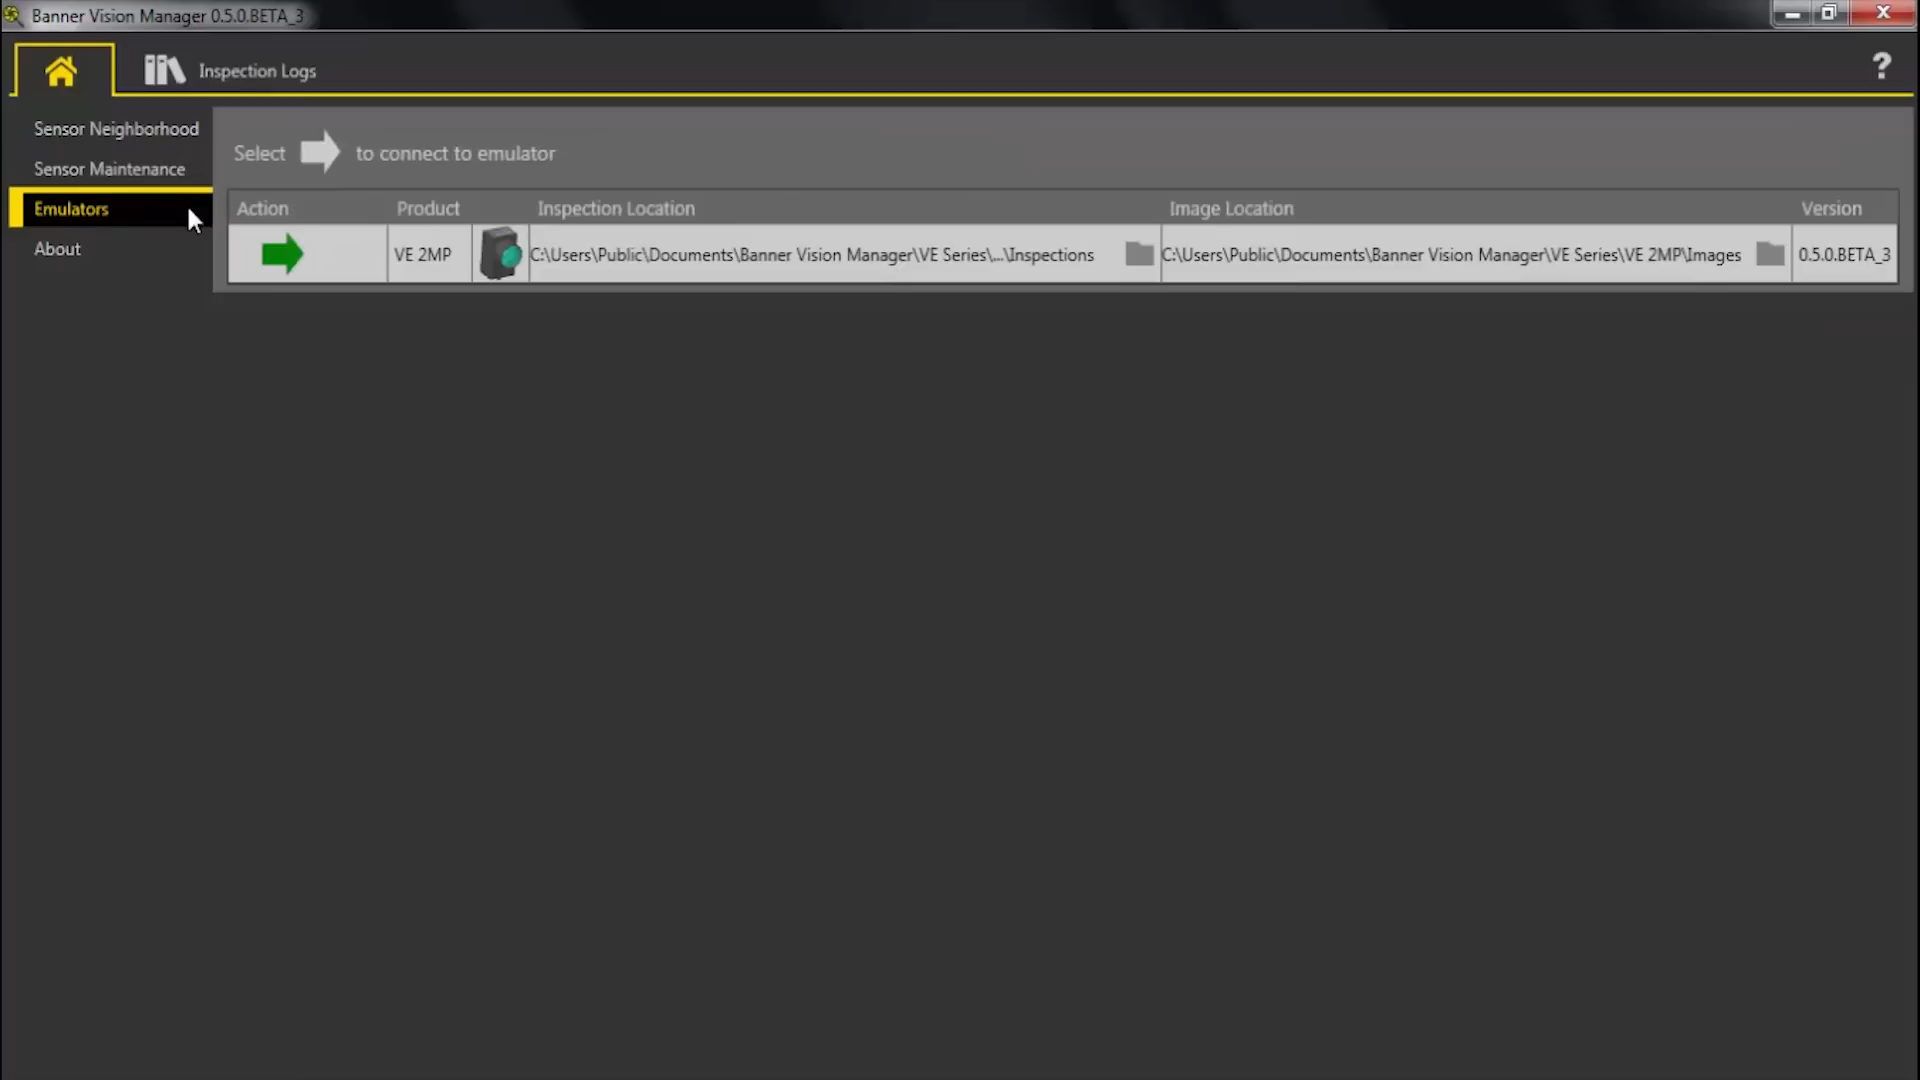 Banner Vision Manager 0.5.0.BETA_3
Inspection Logs
?
Sensor Neighborhood
Sensor Maintenance
Emulators
About
Select to connect to emulator
Action Product Inspection Location Image Location Version
VE 2MP C:\Users\Public\Documents\Banner Vision Manager\VE Series\...\Inspections C:\Users\Public\Documents\Banner Vision Manager\VE Series\VE 2MP\Images 0.5.0.BETA_3